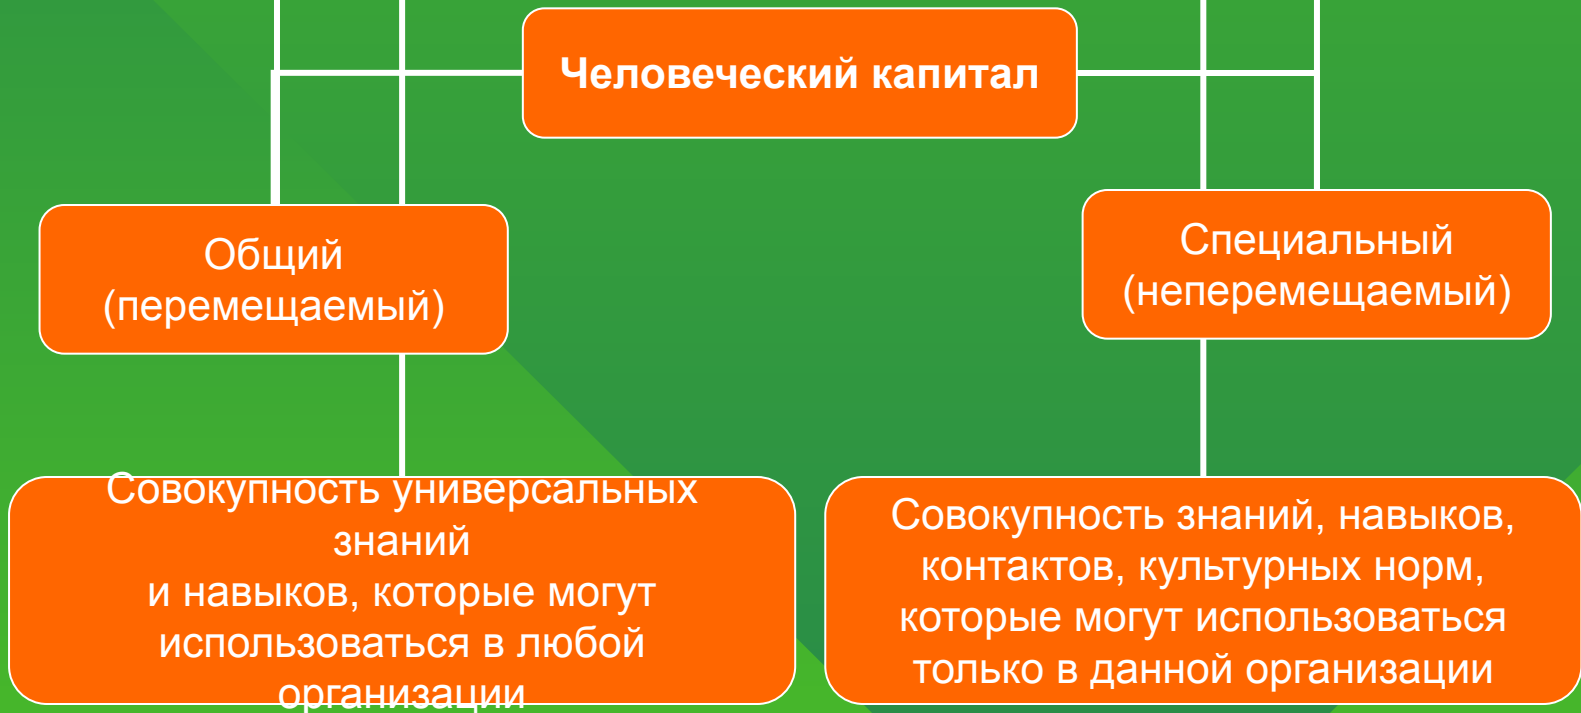 Человеческий капитал
Общий
(перемещаемый)
Специальный
(неперемещаемый)
Совокупность универсальных
знаний
и навыков, которые могут
использоваться в любой
организации
Совокупность знаний, навыков,
контактов, культурных норм,
которые могут использоваться
только в данной организации